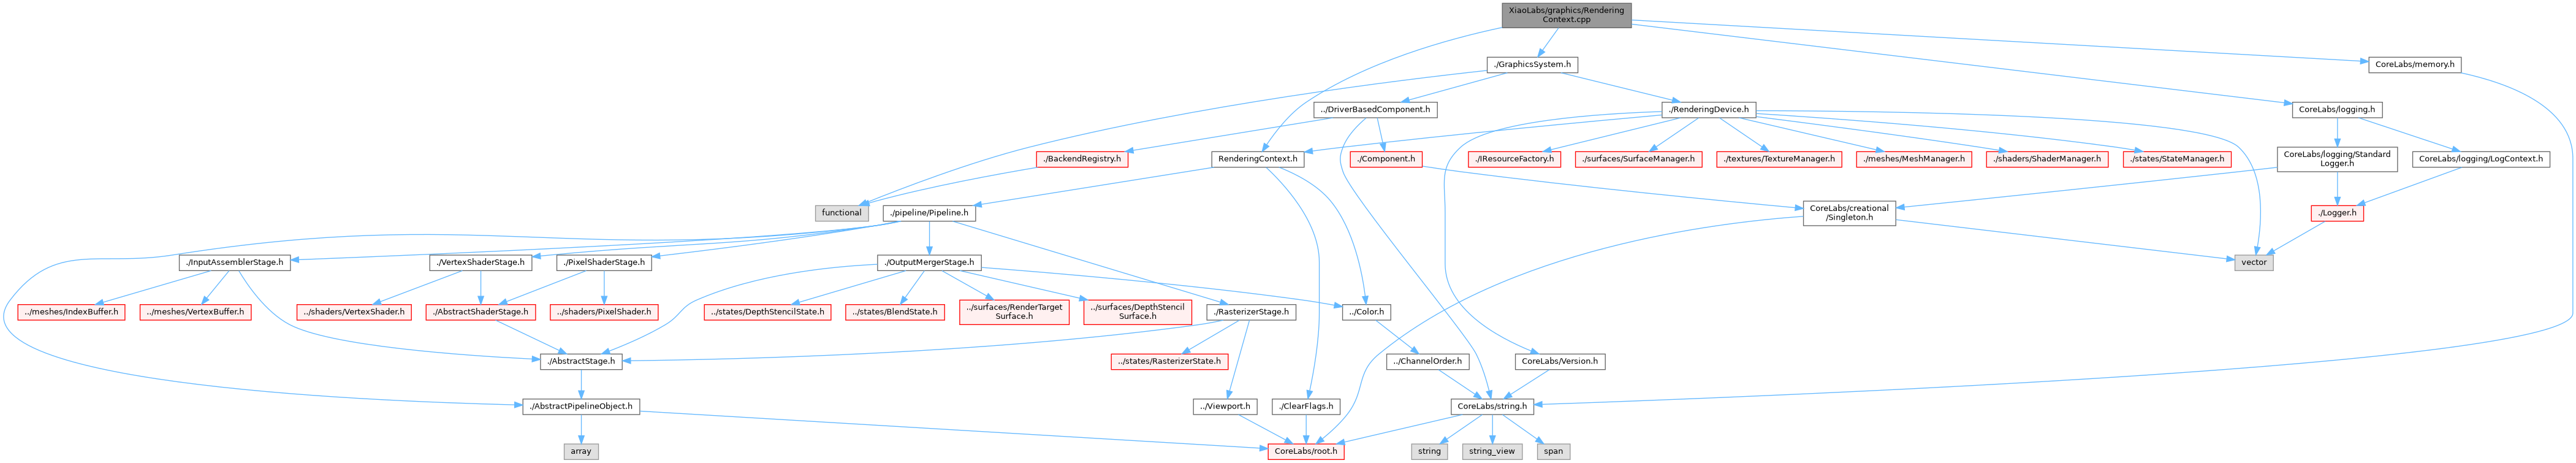 XiaoLabs/graphics/Rendering
Context.cpp
./GraphicsSystem.h
CoreLabs/memory.h
../DriverBasedComponent.h
./RenderingDevice.h
CoreLabs/logging.h
./BackendRegistry.h
RenderingContext.h
./Component.h
./IResourceFactory.h
./surfaces/SurfaceManager.h
./textures/TextureManager.h
./meshes/MeshManager.h
./shaders/ShaderManager.h
./states/StateManager.h
CoreLabs/logging/Standard
Logger.h
CoreLabs/logging/LogContext.h
functional
./pipeline/Pipeline.h
CoreLabs/creational
/Singleton.h
./Logger.h
./InputAssemblerStage.h
./VertexShaderStage.h
./PixelShaderStage.h
./OutputMergerStage.h
vector
../meshes/IndexBuffer.h
../meshes/VertexBuffer.h
../shaders/VertexShader.h
./AbstractShaderStage.h
../shaders/PixelShader.h
../states/DepthStencilState.h
../states/BlendState.h
../surfaces/RenderTarget
Surface.h
../surfaces/DepthStencil
Surface.h
./RasterizerStage.h
../Color.h
./AbstractStage.h
../states/RasterizerState.h
../ChannelOrder.h
CoreLabs/Version.h
./AbstractPipelineObject.h
../Viewport.h
./ClearFlags.h
CoreLabs/string.h
array
CoreLabs/root.h
string
string_view
span